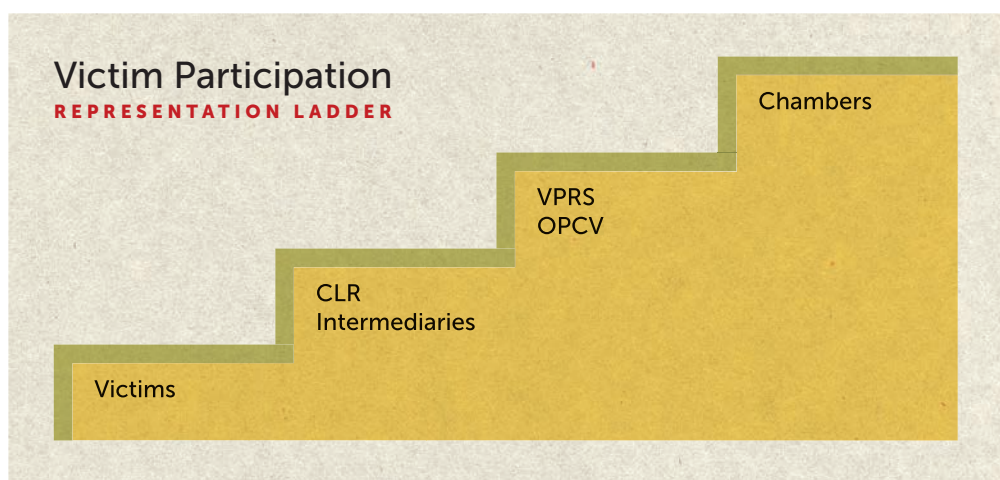 Victim Participation
REPRESENTATION LADDER
Chambers
VPRS
OPCV
CLR
Intermediaries
Victims